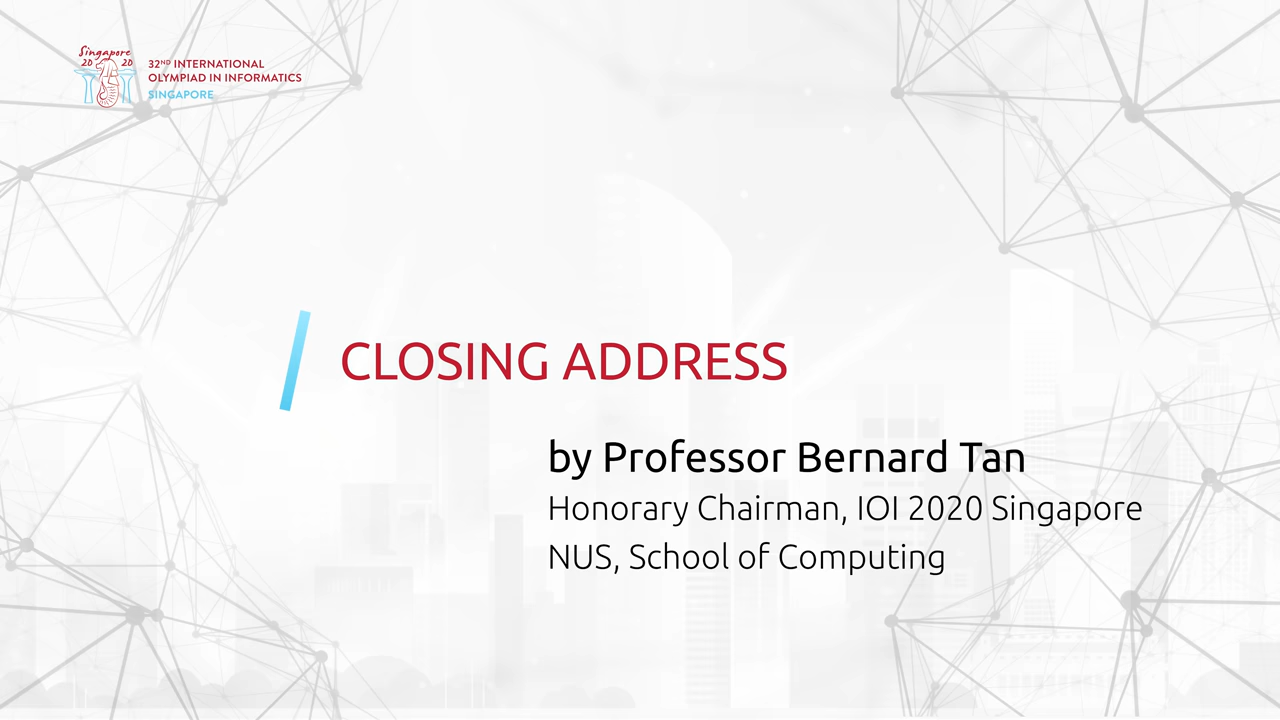 Singapore
20 20
32ND INTERNATIONAL
OLYMPIAD IN INFORMATICS
SINGAPORE
CLOSING ADDRESS
by Professor Bernard Tan
Honorary Chairman, IOI 2020 Singapore
NUS, School of Computing